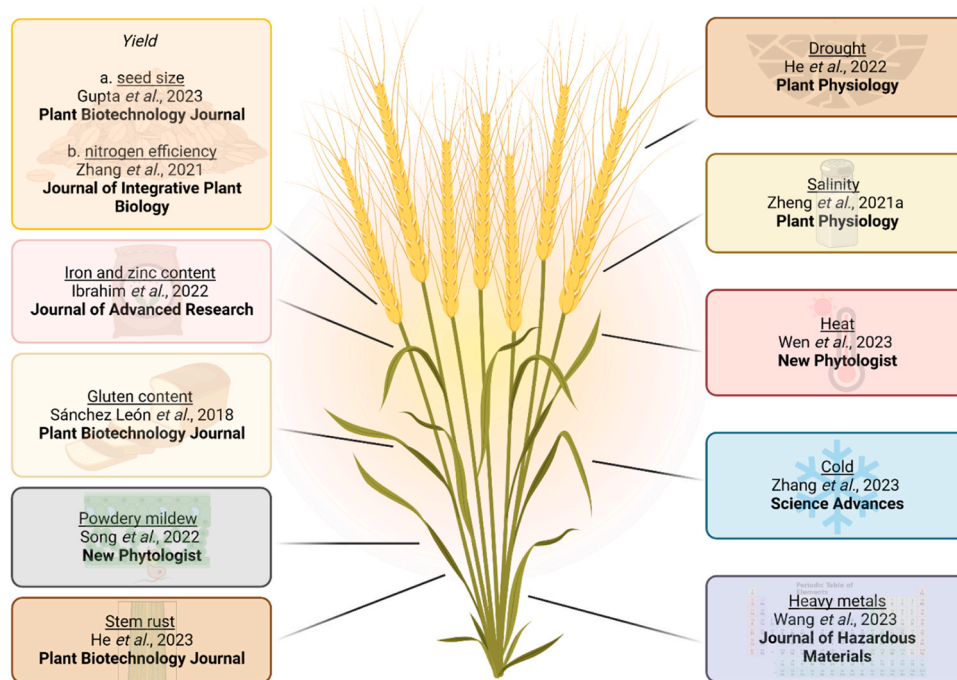 Yield
a. seed size
Gupta et al., 2023
Plant Biotechnology Journal
b. nitrogen efficiency
Zhang et al., 2021
Journal of Integrative Plant
Biology
Iron and zinc content
Ibrahim et al., 2022
Journal of Advanced Research
Gluten content
Sánchez León et al., 2018
Plant Biotechnology Journal
Powdery mildew
Song et al., 2022
New Phytologist
Stem rust
He et al., 2023
Plant Biotechnology Journal
Drought
He et al., 2022
Plant Physiology
Salinity
Zheng et al., 2021a
Plant Physiology
Heat
Wen et al., 2023
New Phytologist
Cold
Zhang et al., 2023
Science Advances
Periodic Table of
Elements
Heavy metals
Wang et al., 2023
Journal of Hazardous
Materials